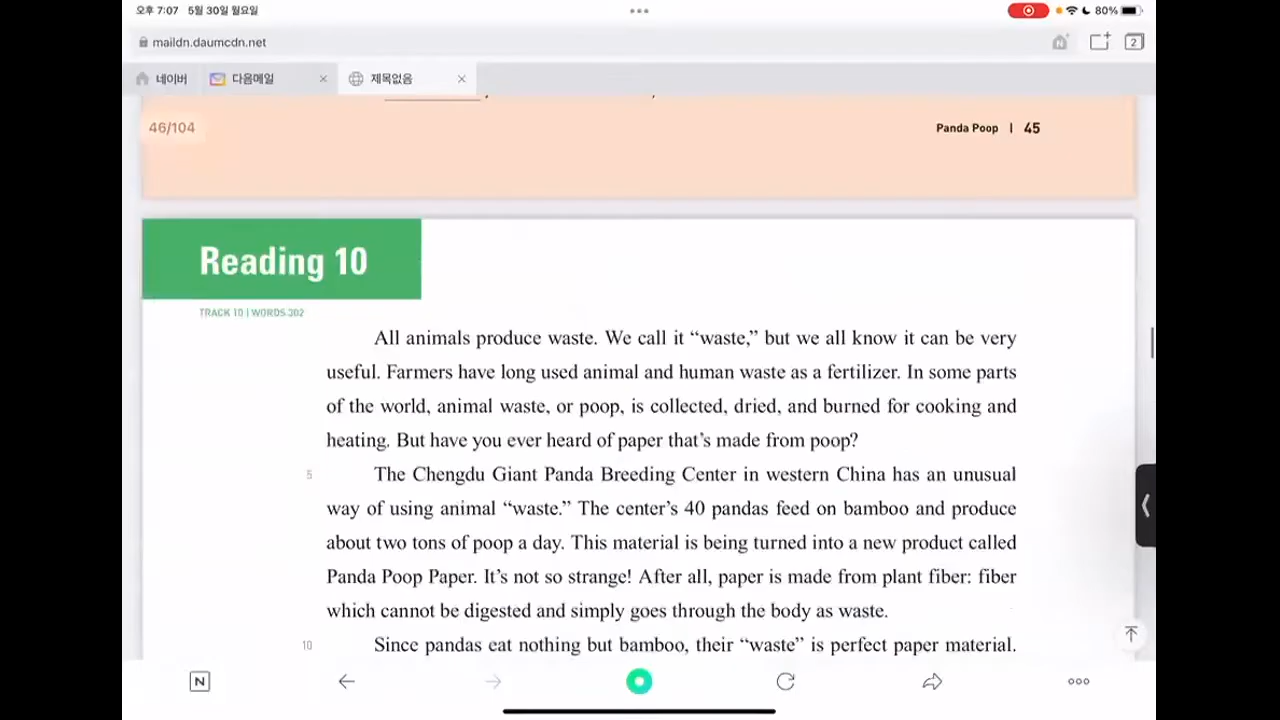 오후 7:07 5월 30일 월요일
80%
maildn.daumcdn.net
N
2
네이버
다음메일
제목없음
46/104
Panda Poop | 45
Reading 10
TRACK 10 | WORDS 302
All animals produce waste. We call it “waste,” but we all know it can be very
useful. Farmers have long used animal and human waste as a fertilizer. In some parts
of the world, animal waste, or poop, is collected, dried, and burned for cooking and
heating. But have you ever heard of paper that’s made from poop?
5 The Chengdu Giant Panda Breeding Center in western China has an unusual
way of using animal “waste.” The center’s 40 pandas feed on bamboo and produce
about two tons of poop a day. This material is being turned into a new product called
Panda Poop Paper. It’s not so strange! After all, paper is made from plant fiber: fiber
which cannot be digested and simply goes through the body as waste.
10 Since pandas eat nothing but bamboo, their “waste” is perfect paper material.
N